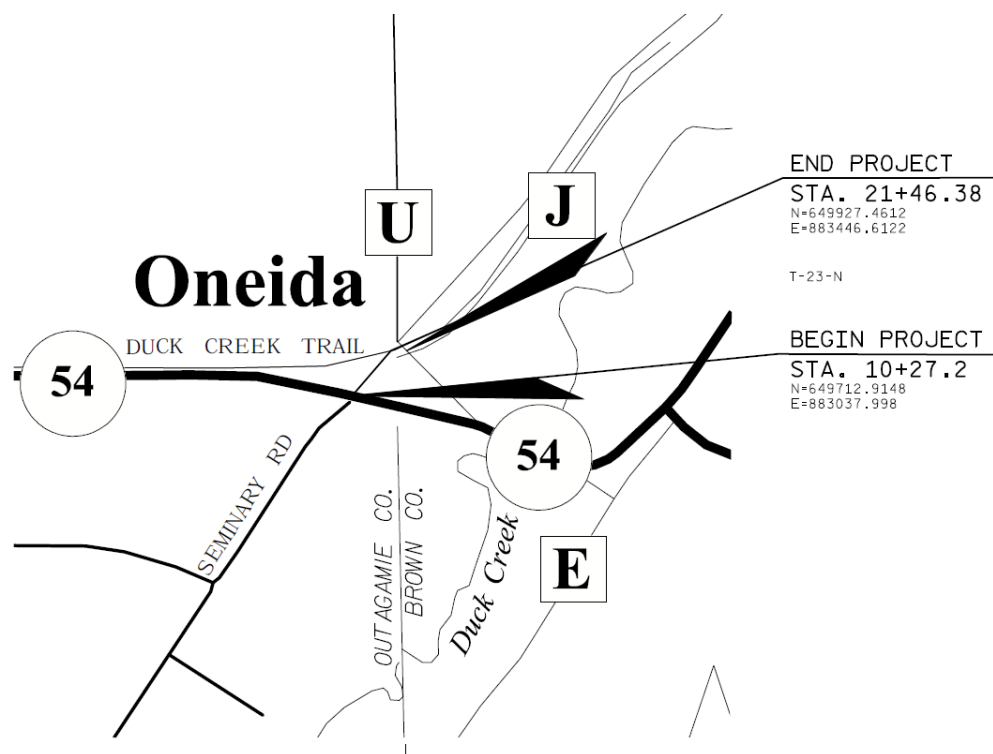 END PROJECT
STA. 21+46.38
N=649927.4612
E=883446.6122
T-23-N
U
J
Oneida
DUCK CREEK TRAIL
BEGIN PROJECT
STA. 10+27.2
N=649712.9148
E=883037.998
54
54
SEMINARY RD
OUTAGAMIE CO.
BROWN CO.
Duck Creek
E